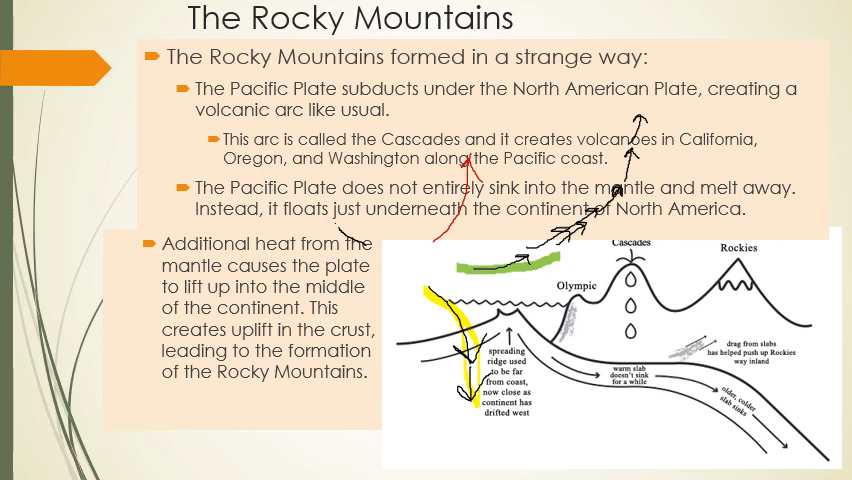 The Rocky Mountains
The Rocky Mountains formed in a strange way:
The Pacific Plate subducts under the North American Plate, creating a
volcanic arc like usual.
This arc is called the Cascades and it creates volcanoes in California,
Oregon, and Washington along the Pacific coast.
The Pacific Plate does not entirely sink into the mantle and melt away.
Instead, it floats just underneath the continent of North America.
Additional heat from the
mantle causes the plate
to lift up into the middle
of the continent. This
creates uplift in the crust,
leading to the formation
of the Rocky Mountains.
Cascades
Rockies
Olympic
spreading
ridge used
to be far
from coast,
now close as
continent has
drifted west
warm slab
doesn't sink
for a while
drag from slabs
has helped push up Rockies
way inland
older, colder
slab sinks